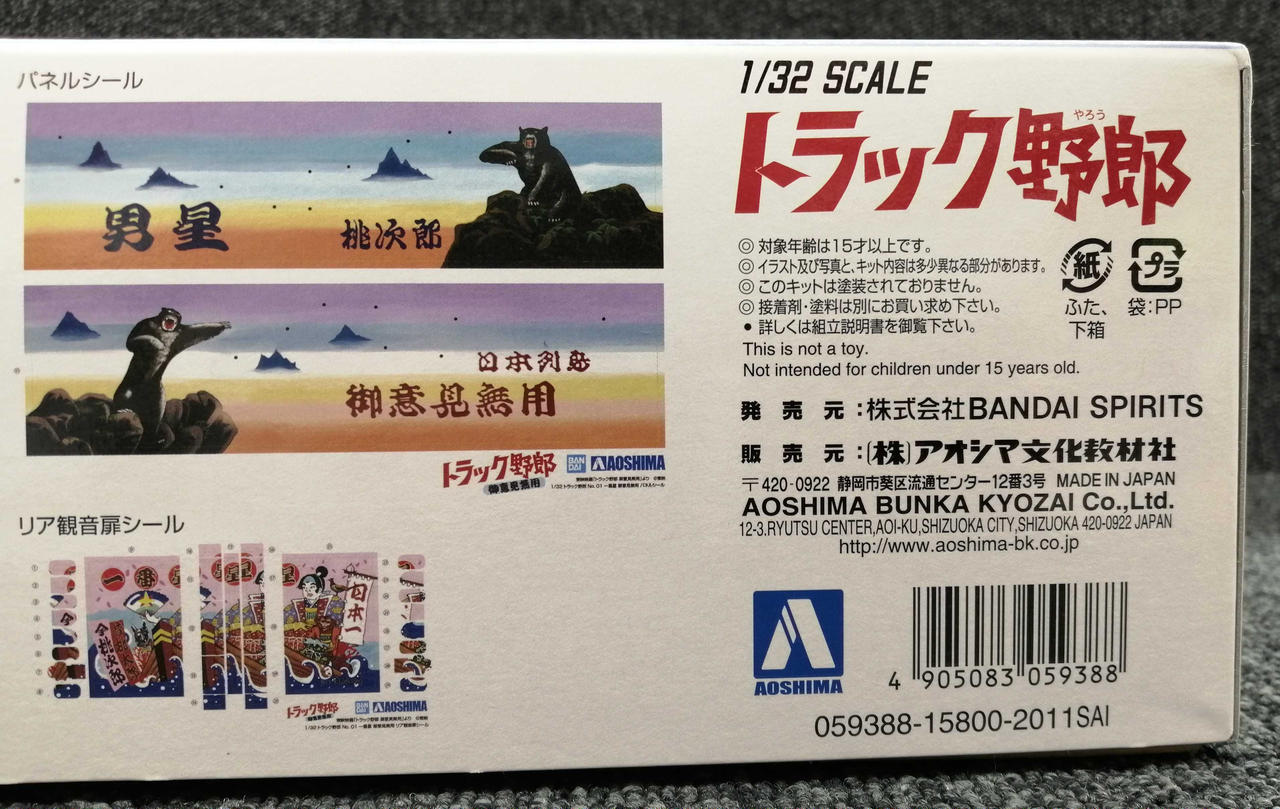 パネルシール
男星
桃次郎
日本列島
御意見無用
トラック野郎
御意見無用
BANDAI
AOSHIMA
リア観音扉シール
一番星
桃次郎
日本一
トラック野郎
御意見無用
BANDAI
AOSHIMA
1/32 SCALE
やろう
トラック野郎
◎ 対象年齢は15才以上です。
◎ イラスト及び写真と、キット内容は多少異なる部分があります。
◎ このキットは塗装されておりません。
◎ 接着剤・塗料は別にお買い求め下さい。
● 詳しくは組立説明書を御覧下さい。
This is not a toy.
Not intended for children under 15 years old.
紙
ふた、
下箱
プラ
袋:PP
発売元:株式会社BANDAI SPIRITS
販売元:(株)アオシマ文化教材社
〒420-0922 静岡市葵区流通センター12番3号 MADE IN JAPAN
AOSHIMA BUNKA KYOZAI Co.,Ltd.
12-3.RYUTSU CENTER,AOI-KU,SHIZUOKA CITY,SHIZUOKA 420-0922 JAPAN
http://www.aoshima-bk.co.jp
AOSHIMA
4 905083 059388
059388-15800-2011SAI